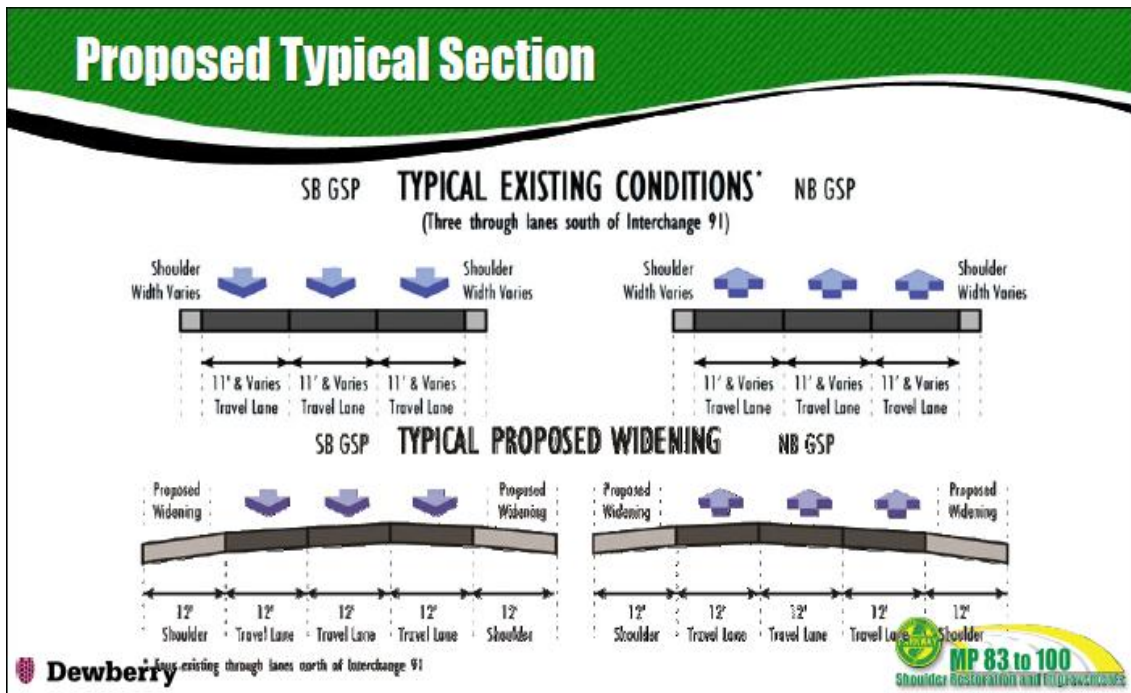 Proposed Typical Section
SB GSP TYPICAL EXISTING CONDITIONS* NB GSP
(Three through lanes south of Interchange 91)
Shoulder
Width Varies
Shoulder
Width Varies
Shoulder
Width Varies
Shoulder
Width Varies
11' & Varies
Travel Lane
11' & Varies
Travel Lane
11' & Varies
Travel Lane
11' & Varies
Travel Lane
11' & Varies
Travel Lane
11' & Varies
Travel Lane
SB GSP TYPICAL PROPOSED WIDENING NB GSP
Proposed
Widening
Proposed
Widening
Proposed
Widening
Proposed
Widening
12'
Shoulder
12'
Travel Lane
12'
Travel Lane
12'
Travel Lane
12'
Shoulder
12'
Shoulder
12'
Travel Lane
12'
Travel Lane
12'
Travel Lane
12'
Shoulder
* Four existing through lanes north of Interchange 91
Dewberry
MP 83 to 100
Shoulder Restoration and Improvements